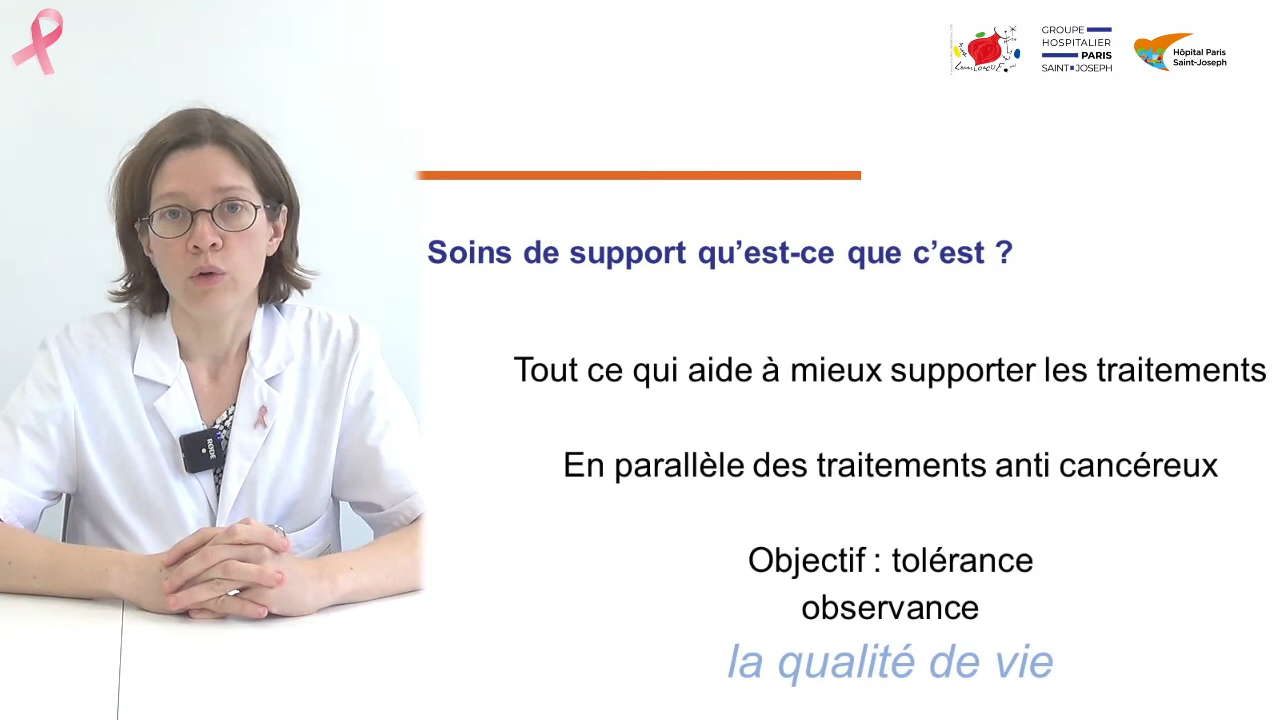 GROUPE
HOSPITALIER
PARIS
SAINT-JOSEPH
Hôpital Paris
Saint-Joseph
Soins de support qu’est-ce que c’est ?
Tout ce qui aide à mieux supporter les traitements
En parallèle des traitements anti cancéreux
Objectif : tolérance
observance
la qualité de vie
RØDE